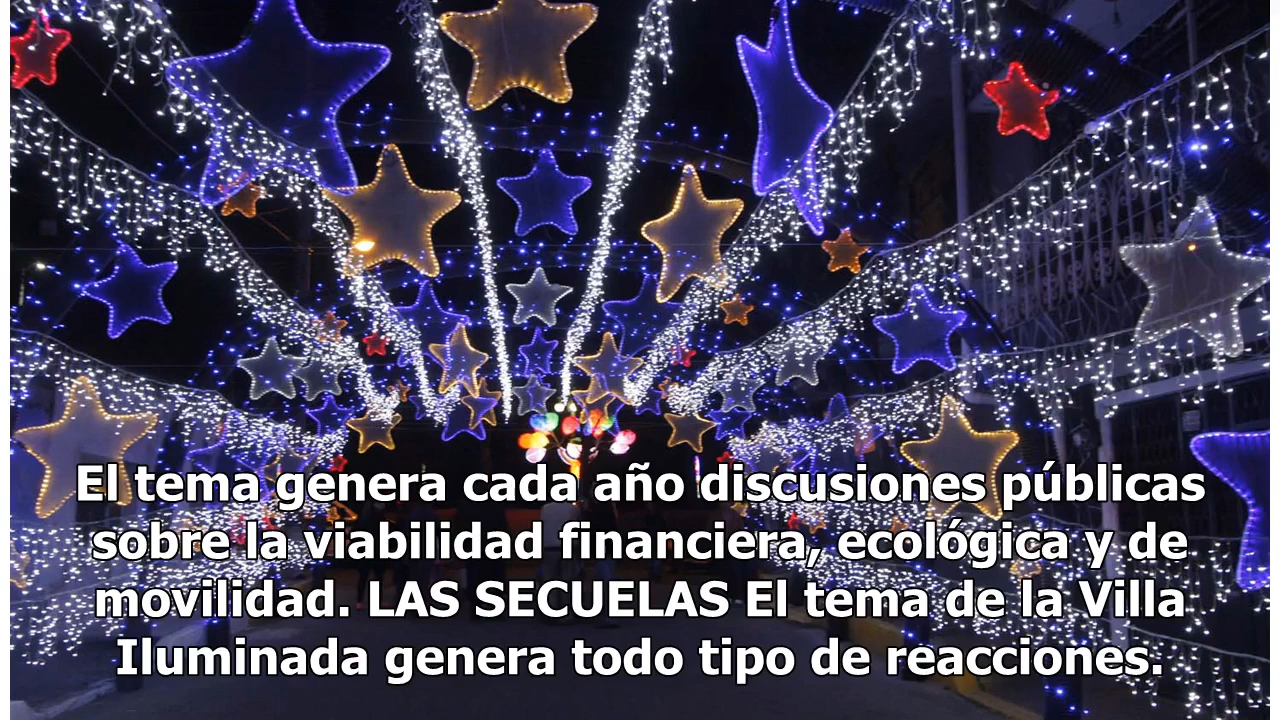 El tema genera cada año discusiones públicas
sobre la viabilidad financiera, ecológica y de
movilidad. LAS SECUELAS El tema de la Villa
Iluminada genera todo tipo de reacciones.